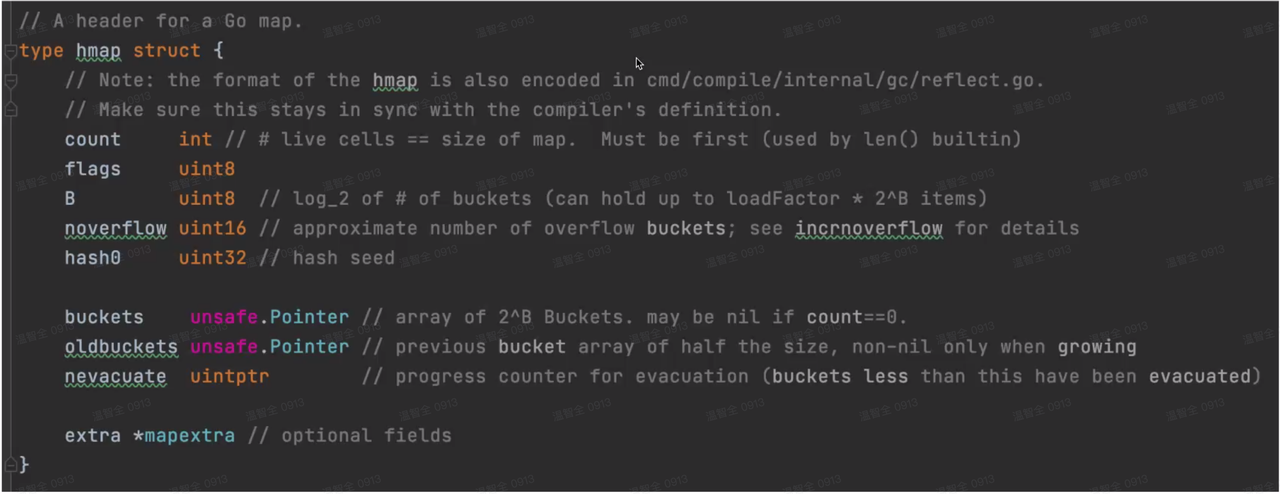 // A header for a Go map.
type hmap struct {
    // Note: the format of the hmap is also encoded in cmd/compile/internal/gc/reflect.go.
    // Make sure this stays in sync with the compiler's definition.
    count     int // # live cells == size of map.  Must be first (used by len() builtin)
    flags     uint8
    B         uint8  // log_2 of # of buckets (can hold up to loadFactor * 2^B items)
    noverflow uint16 // approximate number of overflow buckets; see incrnoverflow for details
    hash0     uint32 // hash seed

    buckets    unsafe.Pointer // array of 2^B Buckets. may be nil if count==0.
    oldbuckets unsafe.Pointer // previous bucket array of half the size, non-nil only when growing
    nevacuate  uintptr        // progress counter for evacuation (buckets less than this have been evacuated)

    extra *mapextra // optional fields
}
温智全 0913